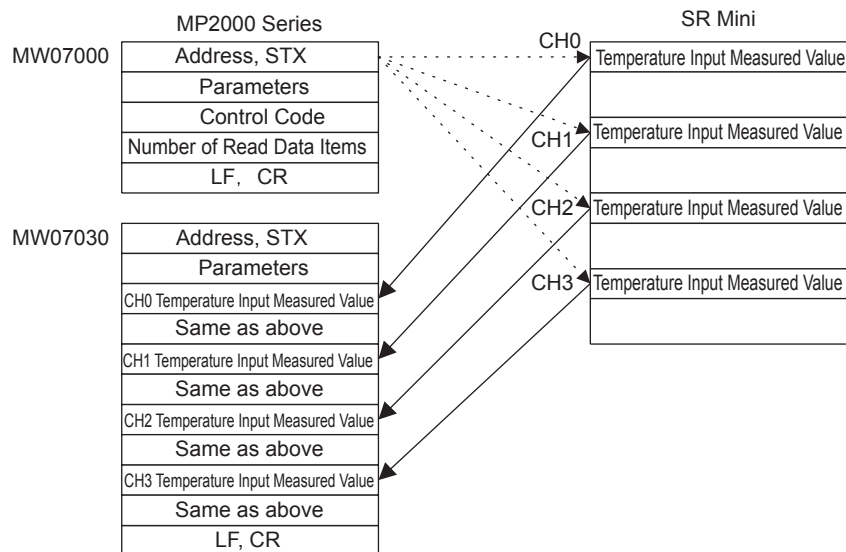 MP2000 Series
MW07000
Address, STX
Parameters
Control Code
Number of Read Data Items
LF, CR
MW07030
Address, STX
Parameters
CH0 Temperature Input Measured Value
Same as above
CH1 Temperature Input Measured Value
Same as above
CH2 Temperature Input Measured Value
Same as above
CH3 Temperature Input Measured Value
Same as above
LF, CR
SR Mini
CH0
Temperature Input Measured Value
CH1
Temperature Input Measured Value
CH2
Temperature Input Measured Value
CH3
Temperature Input Measured Value